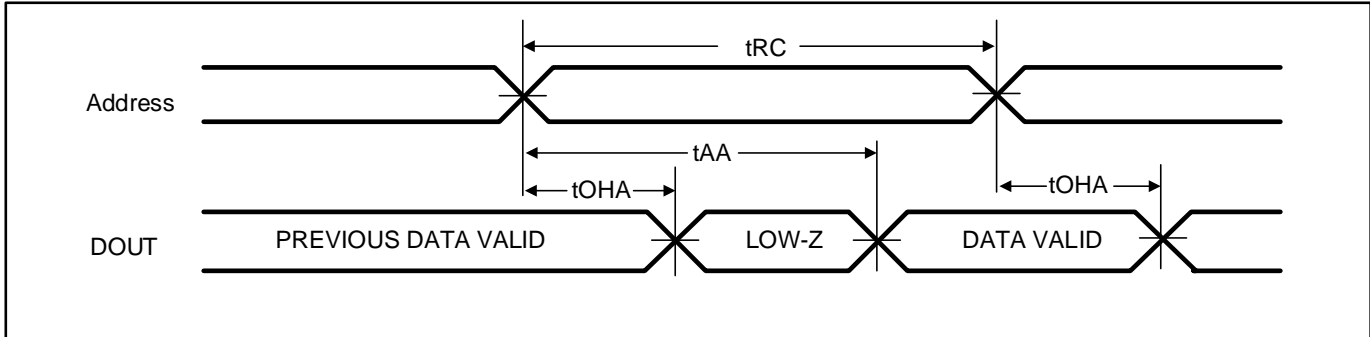 tRC
Address
tAA
tOHA
tOHA
DOUT
PREVIOUS DATA VALID
LOW-Z
DATA VALID